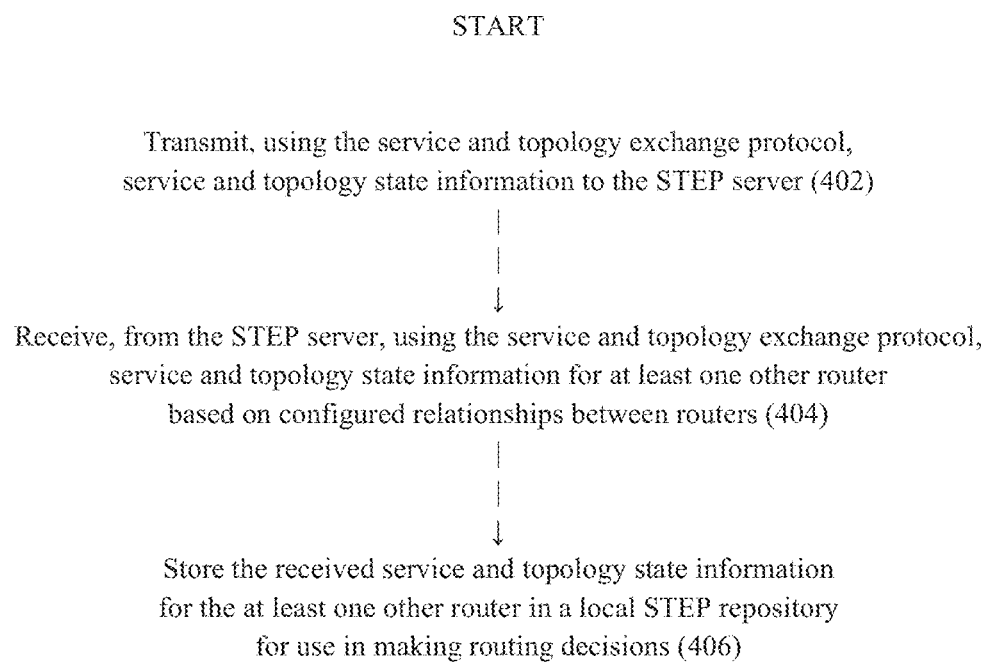 START
Transmit, using the service and topology exchange protocol,
service and topology state information to the STEP server (402)
Receive, from the STEP server, using the service and topology exchange protocol,
service and topology state information for at least one other router
based on configured relationships between routers (404)
Store the received service and topology state information
for the at least one other router in a local STEP repository
for use in making routing decisions (406)